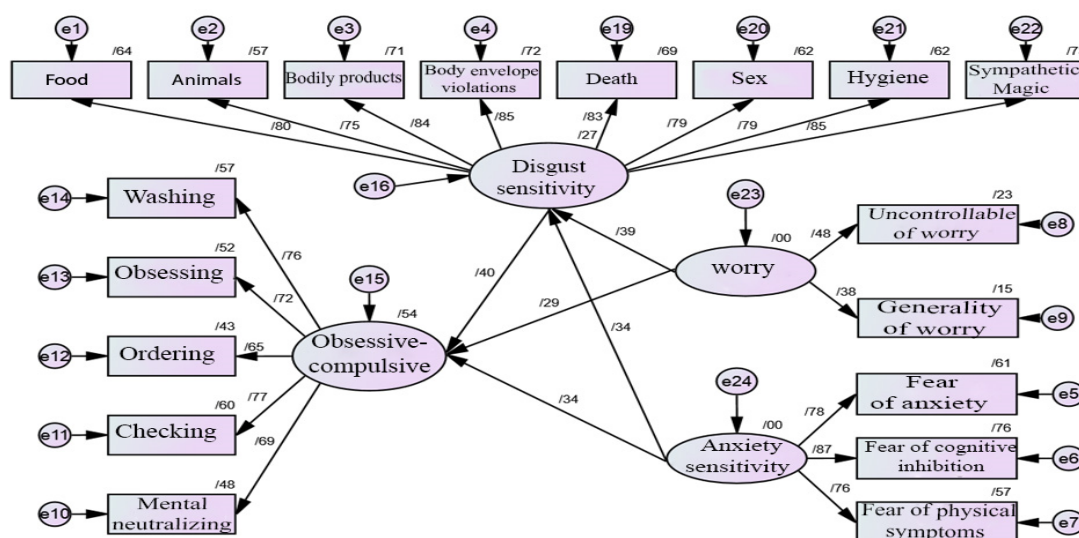 e1 e2 e3 e4 e19 e20 e21 e22
/64 /57 /71 /72 /69 /62 /62 /7
Food
Animals
Bodily products
Body envelope
violations
Death
Sex
Hygiene
Sympathetic
Magic
/80 /75 /84 /85 /83 /79 /79 /85
/27
Disgust
sensitivity
e16
e14
/57
Washing
e13
/52
Obsessing
e12
/43
Ordering
e11
/60
Checking
e10
/48
Mental
neutralizing
/76
/72
/65
/77
/69
e15
/54
Obsessive-
compulsive
/40
/39
/29
/34
/34
e23
/00
worry
/48
/38
/23
Uncontrollable
of worry
e8
/15
Generality
of worry
e9
e24
/00
Anxiety
sensitivity
/78
/87
/76
/61
Fear
of anxiety
e5
/76
Fear of cognitive
inhibition
e6
/57
Fear of physical
symptoms
e7